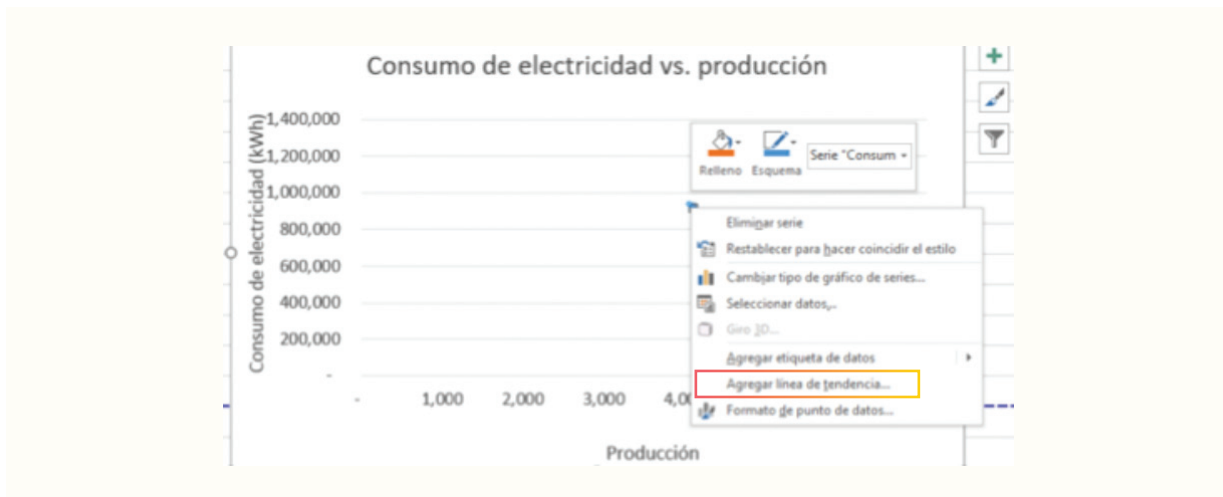 Consumo de electricidad vs. producción
Consumo de electricidad (kWh)
1,400,000
1,200,000
1,000,000
800,000
600,000
400,000
200,000
-
- 1,000 2,000 3,000
Producción
Relleno Esquema Serie "Consum
Eliminar serie
Restablecer para hacer coincidir el estilo
Cambiar tipo de gráfico de series...
Seleccionar datos...
Giro 3D...
Agregar etiqueta de datos
Agregar línea de tendencia...
Formato de punto de datos...